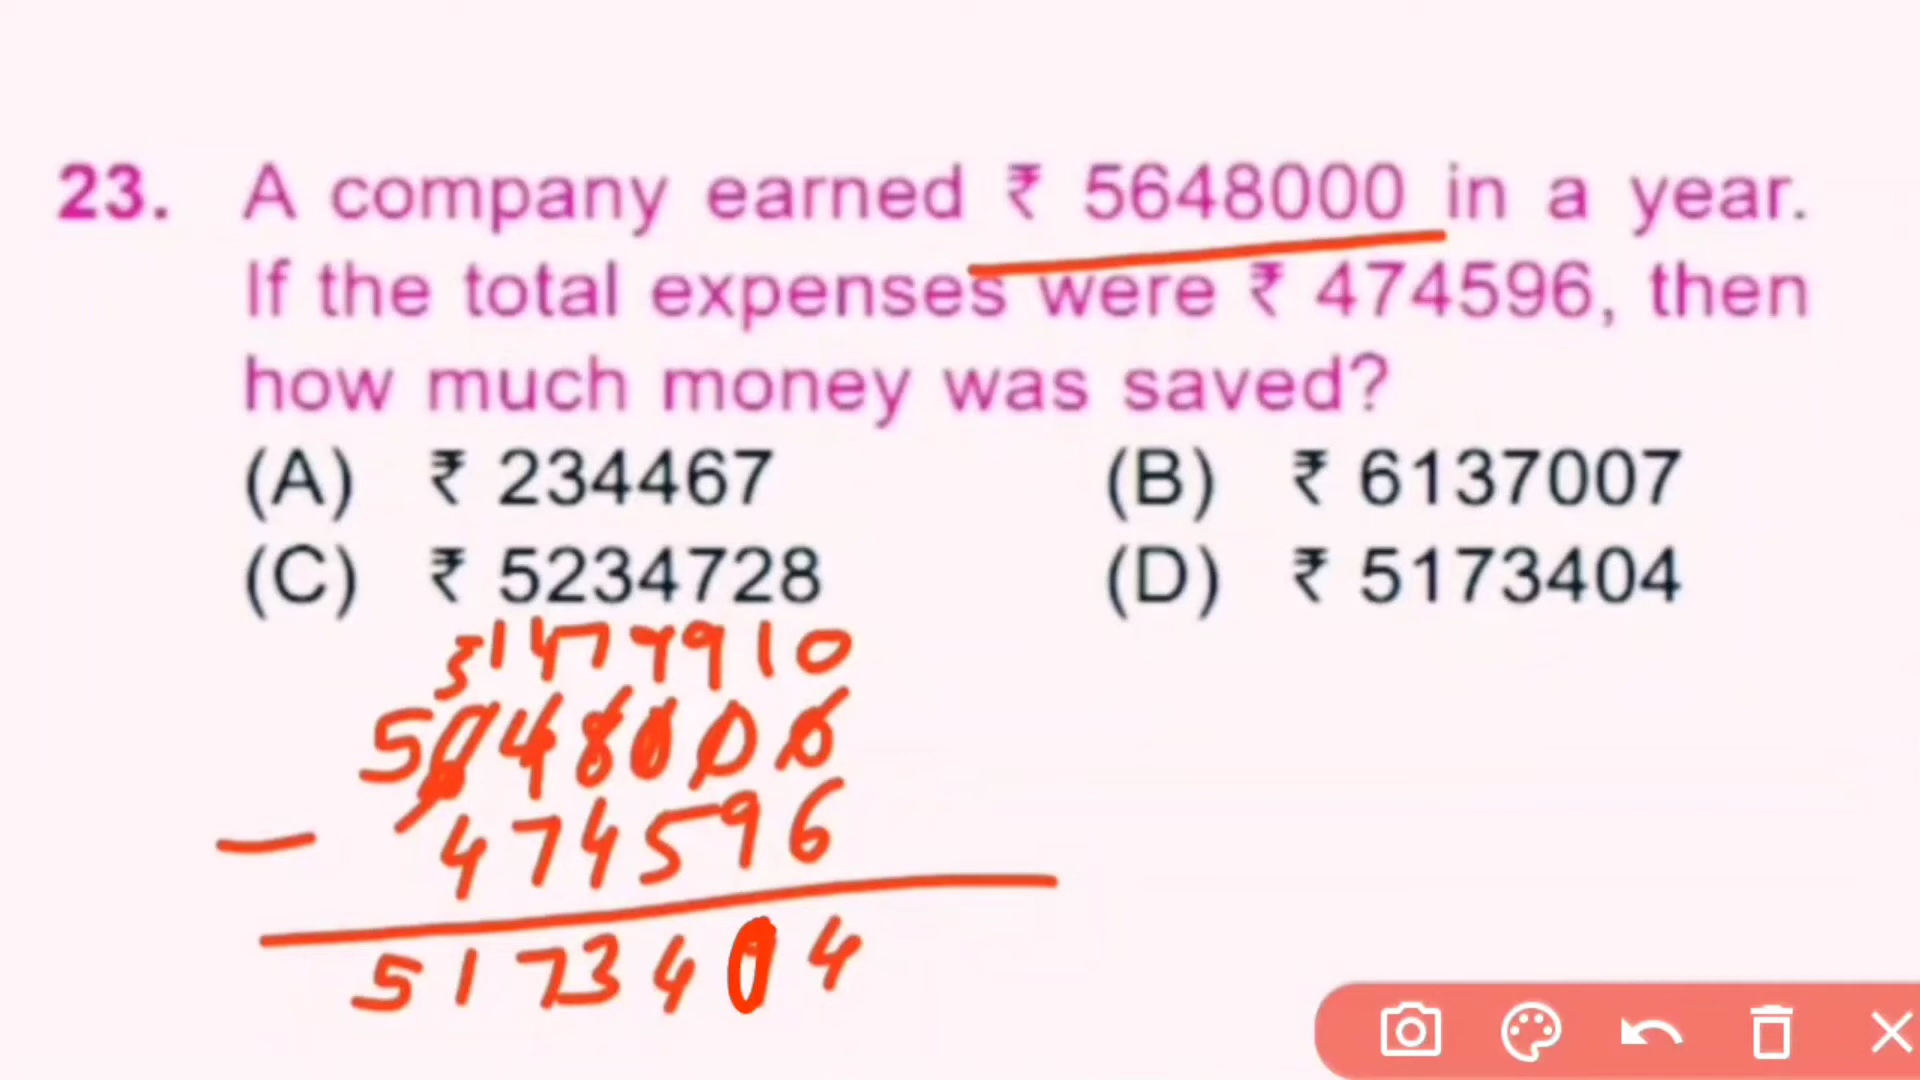 23. A company earned ₹ 5648000 in a year.
If the total expenses were ₹ 474596, then
how much money was saved?
(A) ₹ 234467 (B) ₹ 6137007
(C) ₹ 5234728 (D) ₹ 5173404
5648000
– 474596
5173404